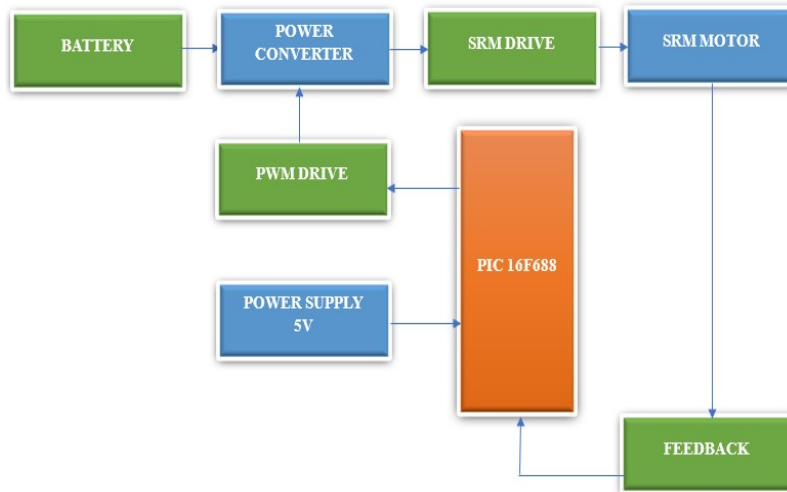 BATTERY
POWER
CONVERTER
SRM DRIVE
SRM MOTOR
PWM DRIVE
PIC 16F688
POWER SUPPLY
5V
FEEDBACK